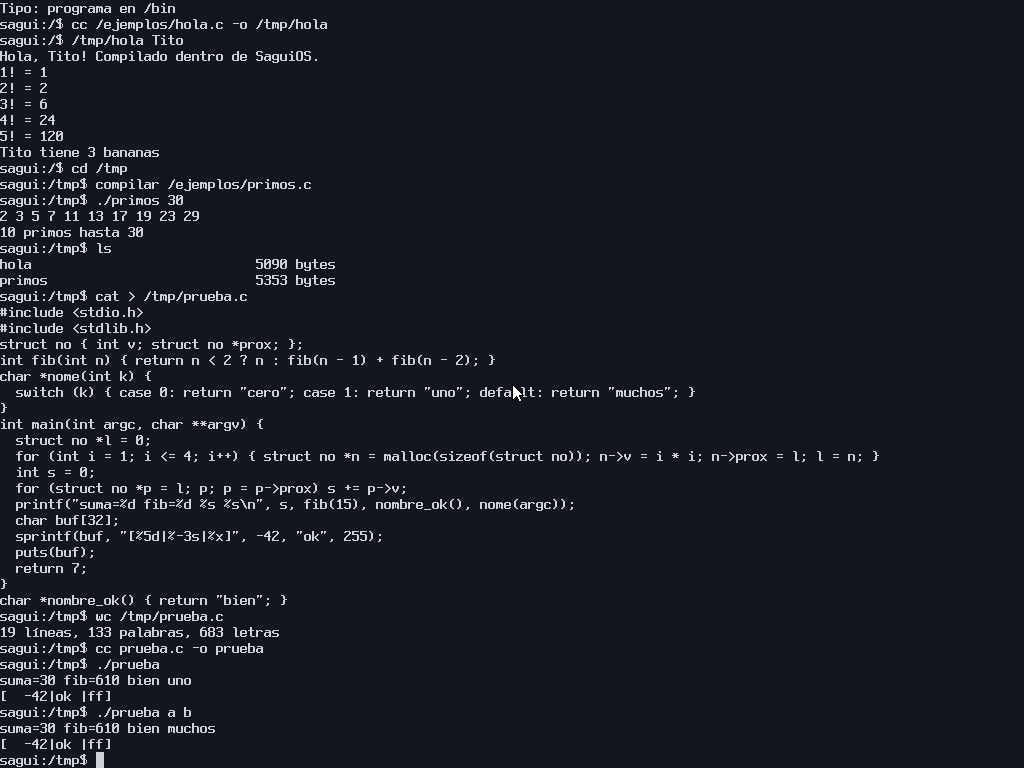 Tipo: programa en /bin
sagui:/$ cc /ejemplos/hola.c -o /tmp/hola
sagui:/$ /tmp/hola Tito
Hola, Tito! Compilado dentro de SaguiOS.
1! = 1
2! = 2
3! = 6
4! = 24
5! = 120
Tito tiene 3 bananas
sagui:/$ cd /tmp
sagui:/tmp$ compilar /ejemplos/primos.c
sagui:/tmp$ ./primos 30
2 3 5 7 11 13 17 19 23 29
10 primos hasta 30
sagui:/tmp$ ls
hola                            5090 bytes
primos                          5353 bytes
sagui:/tmp$ cat > /tmp/prueba.c
#include <stdio.h>
#include <stdlib.h>
struct no { int v; struct no *prox; };
int fib(int n) { return n < 2 ? n : fib(n - 1) + fib(n - 2); }
char *nome(int k) {
  switch (k) { case 0: return "cero"; case 1: return "uno"; default: return "muchos"; }
}
int main(int argc, char **argv) {
  struct no *l = 0;
  for (int i = 1; i <= 4; i++) { struct no *n = malloc(sizeof(struct no)); n->v = i * i; n->prox = l; l = n; }
  int s = 0;
  for (struct no *p = l; p; p = p->prox) s += p->v;
  printf("suma=%d fib=%d %s %s\n", s, fib(15), nombre_ok(), nome(argc));
  char buf[32];
  sprintf(buf, "[%5d|%-3s|%x]", -42, "ok", 255);
  puts(buf);
  return 7;
}
char *nombre_ok() { return "bien"; }
sagui:/tmp$ wc /tmp/prueba.c
19 líneas, 133 palabras, 683 letras
sagui:/tmp$ cc prueba.c -o prueba
sagui:/tmp$ ./prueba
suma=30 fib=610 bien uno
[  -42|ok |ff]
sagui:/tmp$ ./prueba a b
suma=30 fib=610 bien muchos
[  -42|ok |ff]
sagui:/tmp$